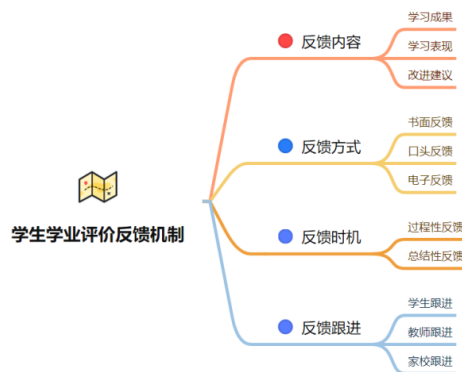 学生学业评价反馈机制
反馈内容
学习成果
学习表现
改进建议
反馈方式
书面反馈
口头反馈
电子反馈
反馈时机
过程性反馈
总结性反馈
反馈跟进
学生跟进
教师跟进
家校跟进